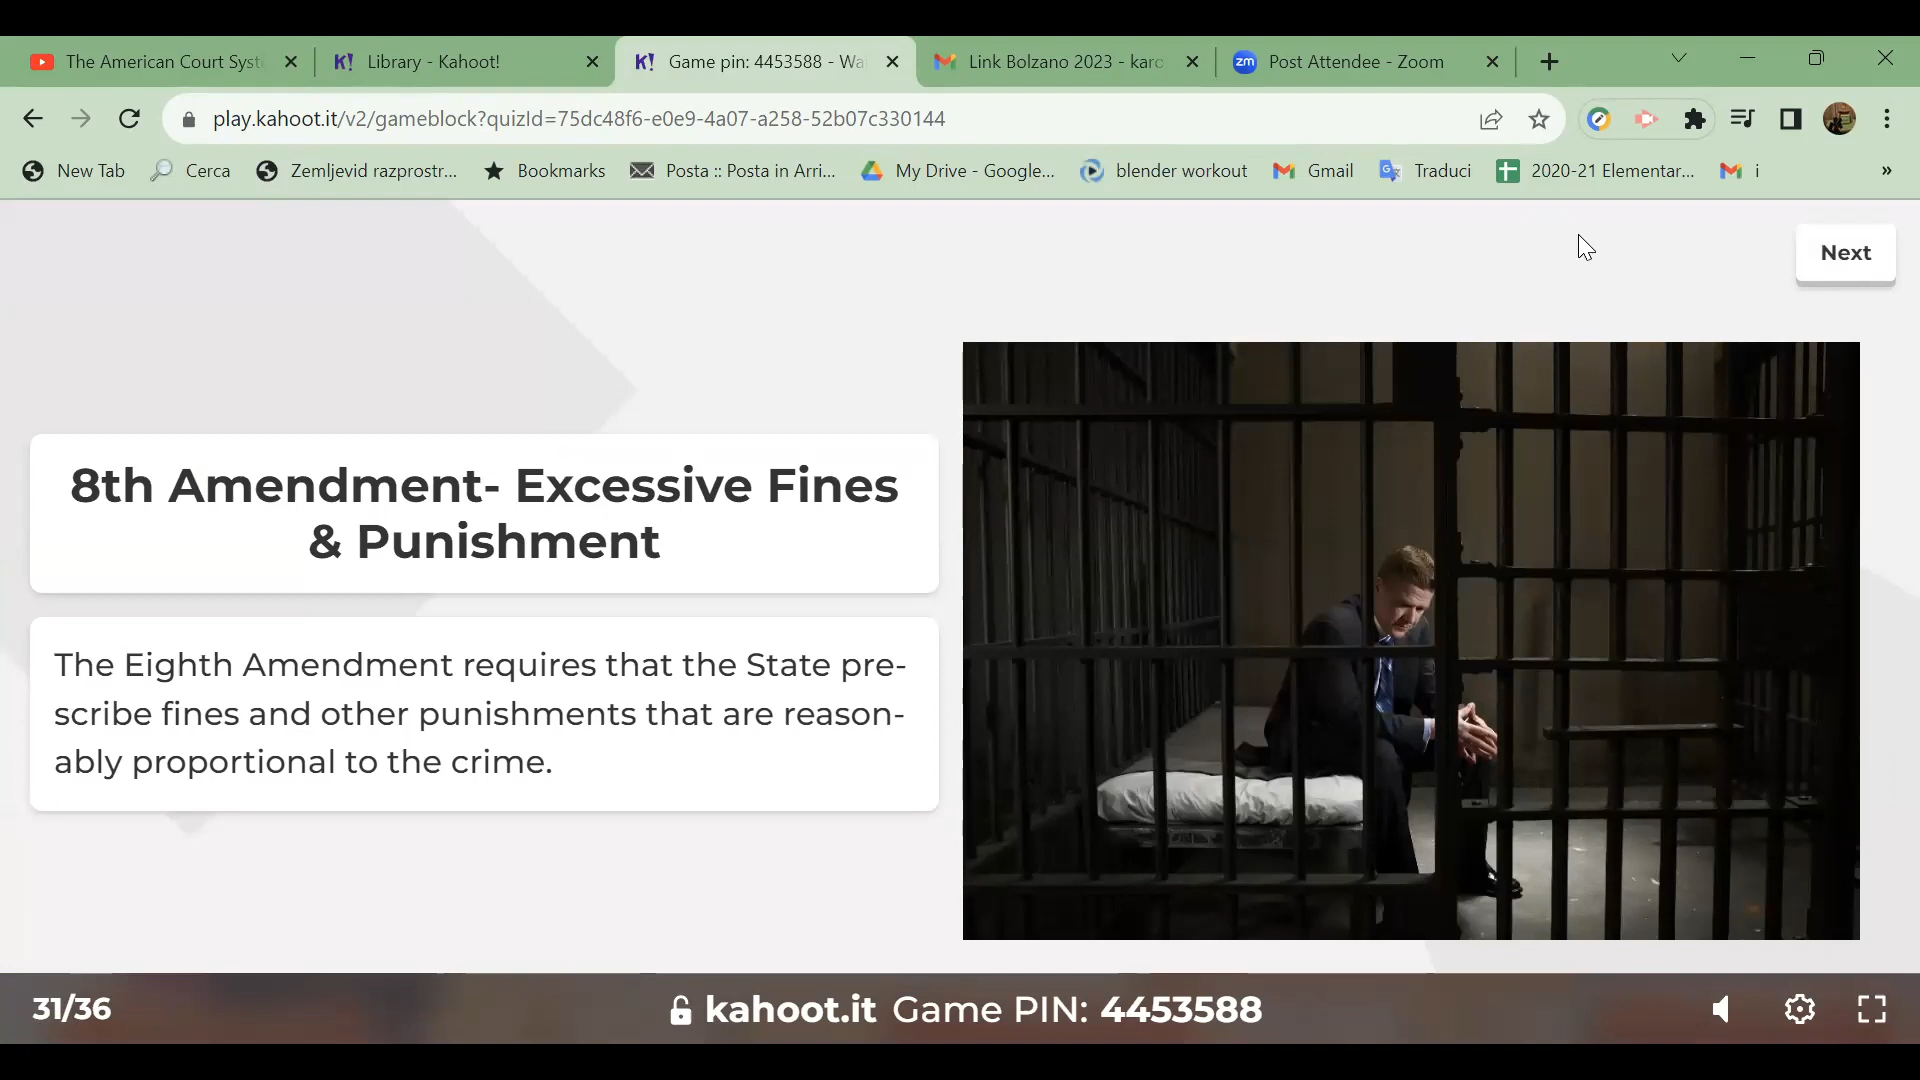 The American Court Syst
Library - Kahoot!
Game pin: 4453588 - Wa
Link Bolzano 2023 - karo
Post Attendee - Zoom
play.kahoot.it/v2/gameblock?quizId=75dc48f6-e0e9-4a07-a258-52b07c330144
New Tab
Cerca
Zemljevid razprostr...
Bookmarks
Posta :: Posta in Arri...
My Drive - Google...
blender workout
Gmail
Traduci
2020-21 Elementar...
i
»
Next
8th Amendment- Excessive Fines
& Punishment
The Eighth Amendment requires that the State pre-
scribe fines and other punishments that are reason-
ably proportional to the crime.
31/36
kahoot.it Game PIN: 4453588